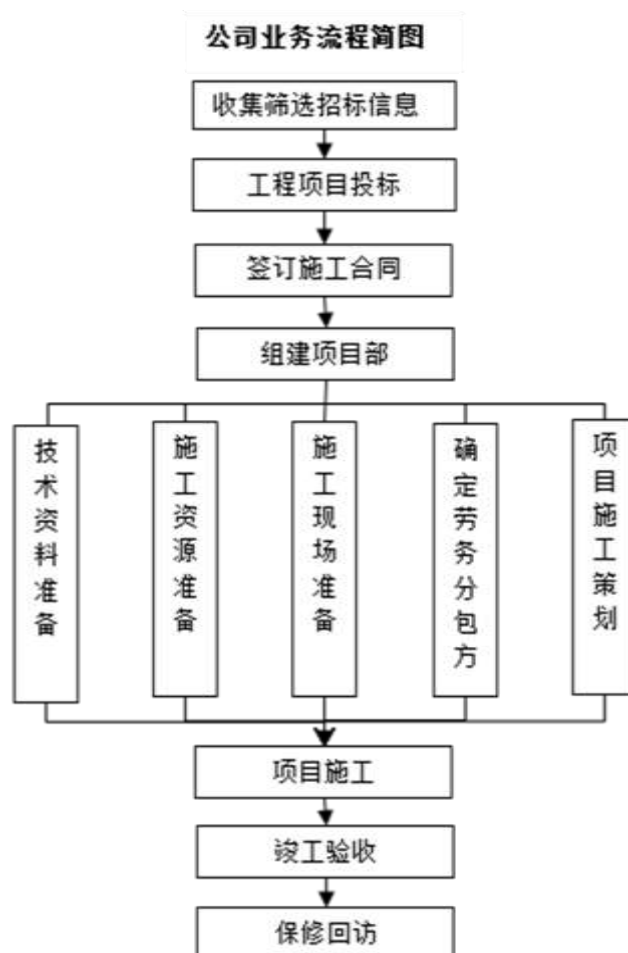 公司业务流程简图
收集筛选招标信息
工程项目投标
签订施工合同
组建项目部
技术资料准备
施工资源准备
施工现场准备
确定劳务分包方
项目施工策划
项目施工
竣工验收
保修回访